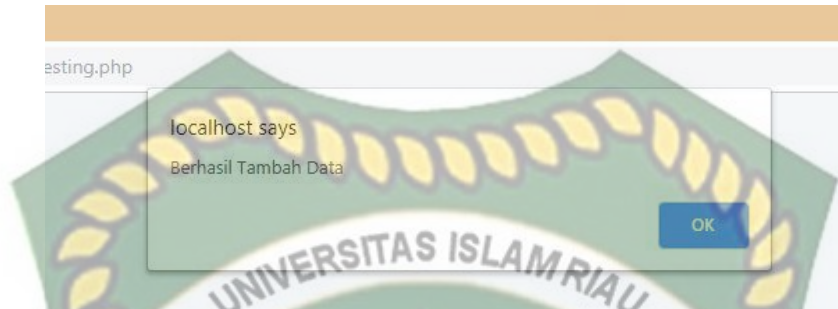 esting.php
localhost says
Berhasil Tambah Data
OK
UNIVERSITAS ISLAM RIAU